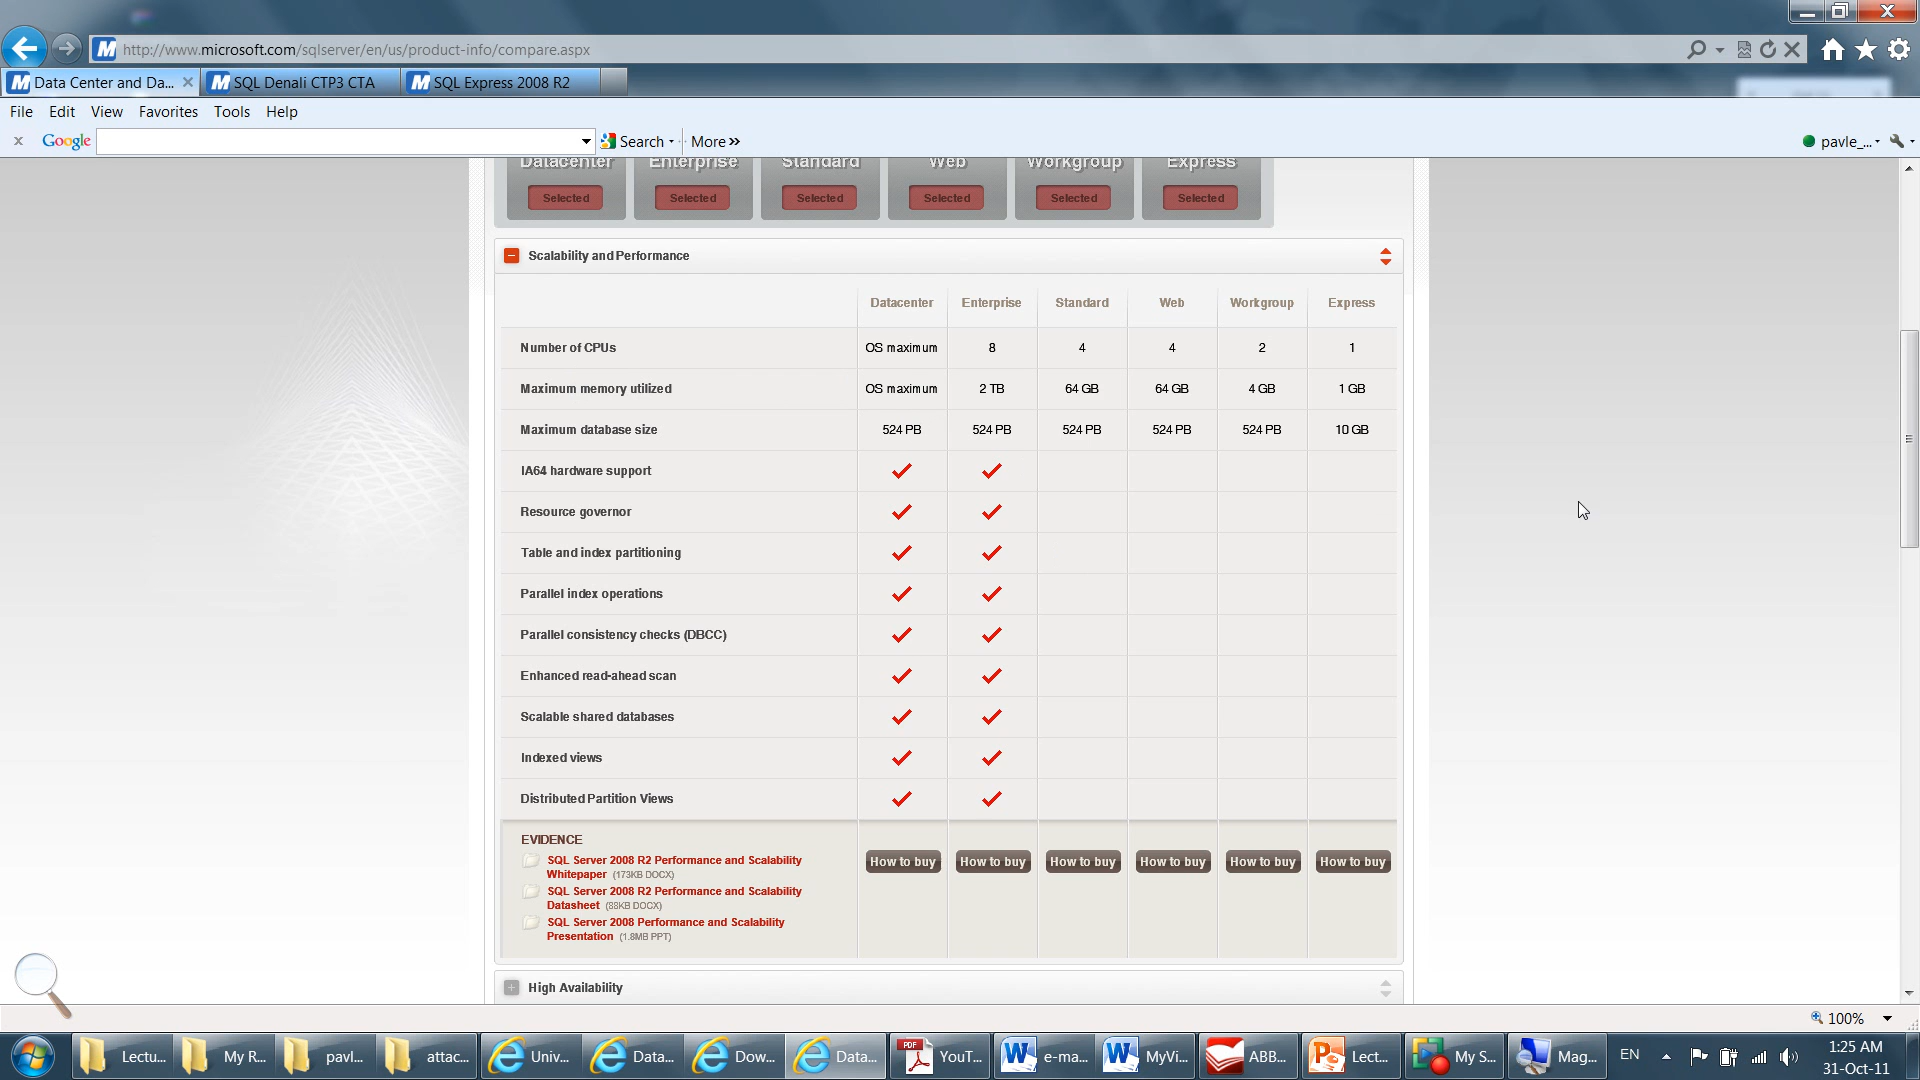 http://www.microsoft.com/sqlserver/en/us/product-info/compare.aspx
Data Center and Da... SQL Denali CTP3 CTA SQL Express 2008 R2
File Edit View Favorites Tools Help
x Google Search More » pavle_...
Datacenter Enterprise Standard Web Workgroup Express
Selected Selected Selected Selected Selected Selected
Scalability and Performance
Datacenter Enterprise Standard Web Workgroup Express
Number of CPUs OS maximum 8 4 4 2 1
Maximum memory utilized OS maximum 2 TB 64 GB 64 GB 4 GB 1 GB
Maximum database size 524 PB 524 PB 524 PB 524 PB 524 PB 10 GB
IA64 hardware support
Resource governor
Table and index partitioning
Parallel index operations
Parallel consistency checks (DBCC)
Enhanced read-ahead scan
Scalable shared databases
Indexed views
Distributed Partition Views
EVIDENCE
SQL Server 2008 R2 Performance and Scalability
Whitepaper (173KB DOCX)
SQL Server 2008 R2 Performance and Scalability
Datasheet (88KB DOCX)
SQL Server 2008 Performance and Scalability
Presentation (1.8MB PPT)
How to buy How to buy How to buy How to buy How to buy How to buy
High Availability
100%
Lectu... My R... pavl... attac... Univ... Data... Dow... Data... PDF YouT... e-ma... MyVi... ABB... Lect... My S... Mag... EN
1:25 AM
31-Oct-11